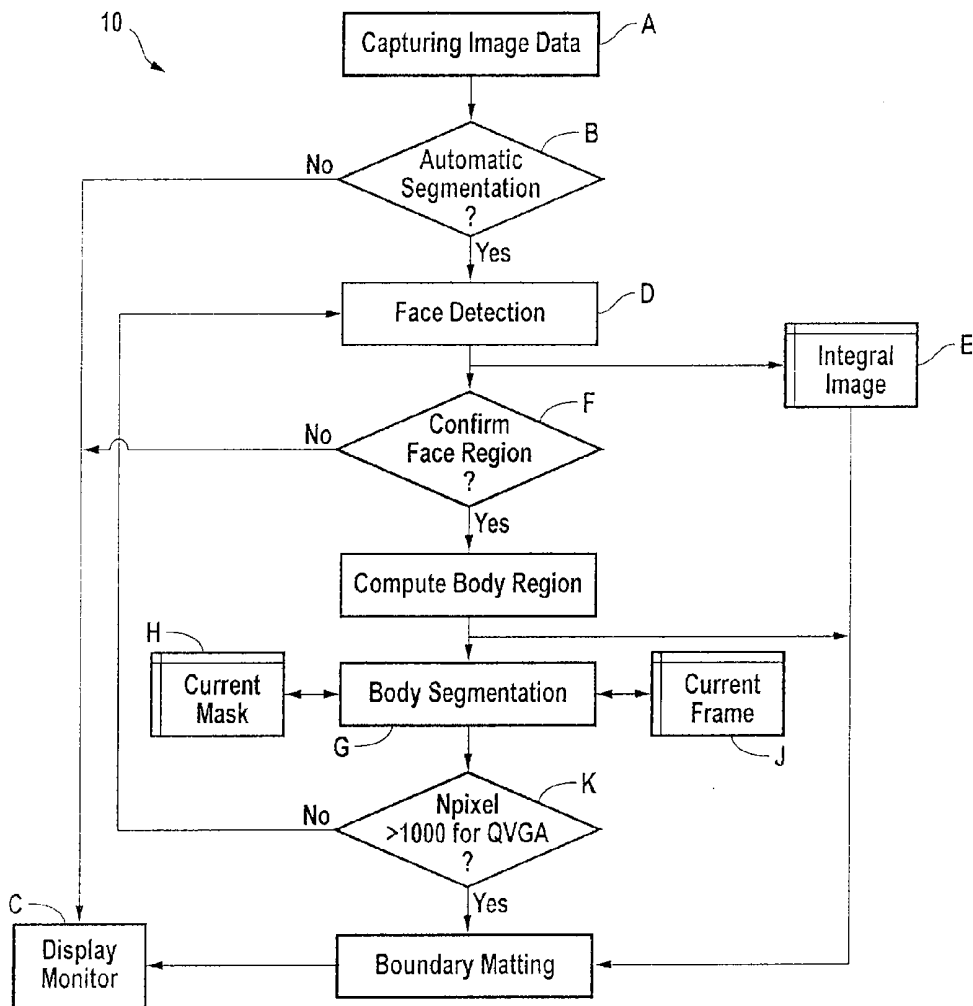 10
Capturing Image Data
A
Automatic
Segmentation
?
B
No
Yes
Face Detection
D
Integral
Image
E
Confirm
Face Region
?
F
No
Yes
Compute Body Region
H
Current
Mask
Body Segmentation
G
Current
Frame
J
Npixel
>1000 for QVGA
?
K
No
Yes
C
Display
Monitor
Boundary Matting